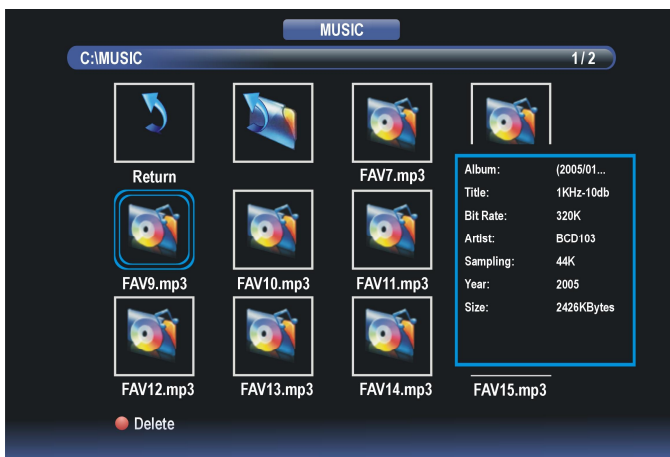 MUSIC
C:\MUSIC 1/2
Return FAV7.mp3
Album: (2005/01...
Title: 1KHz-10db
Bit Rate: 320K
Artist: BCD103
Sampling: 44K
Year: 2005
Size: 2426KBytes
FAV9.mp3 FAV10.mp3 FAV11.mp3
FAV12.mp3 FAV13.mp3 FAV14.mp3 FAV15.mp3
Delete